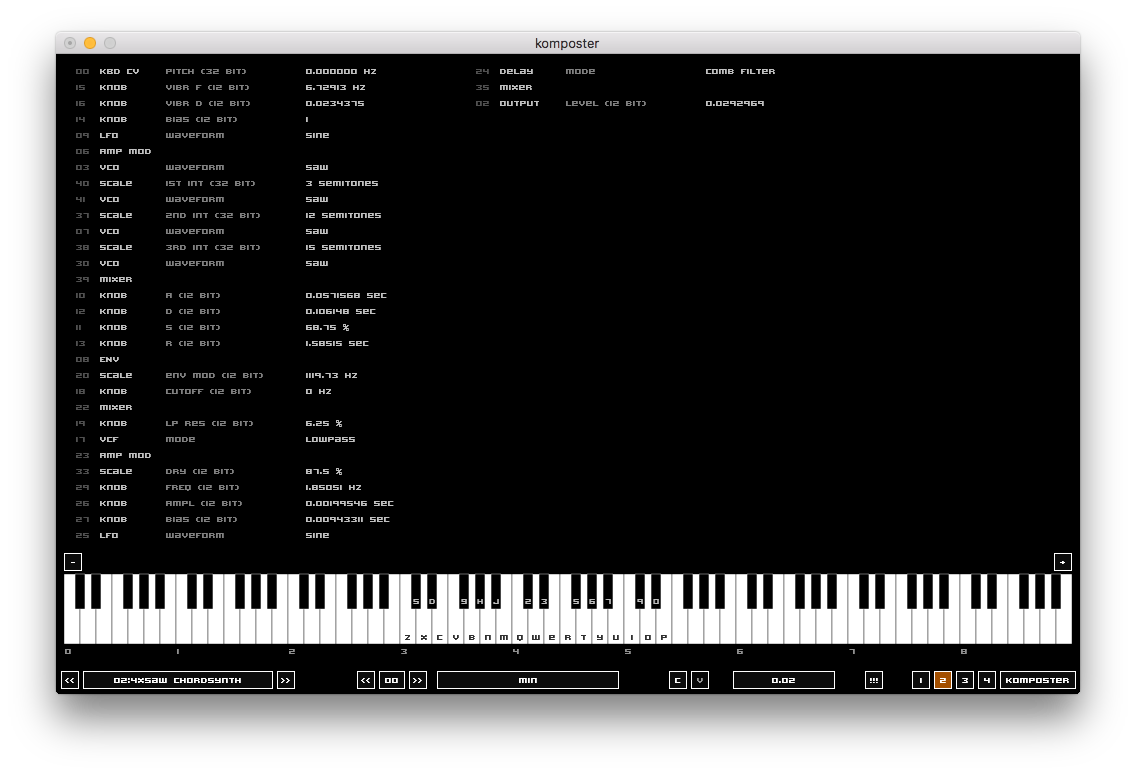 komposter
00 KBD CV PITCH (32 BIT) 0.000000 HZ
15 KNOB VIBR F (12 BIT) 6.72913 HZ
16 KNOB VIBR D (12 BIT) 0.0234375
14 KNOB BIAS (12 BIT) 1
09 LFO WAVEFORM SINE
06 AMP MOD
03 VCO WAVEFORM SAW
40 SCALE 1ST INT (32 BIT) 3 SEMITONES
41 VCO WAVEFORM SAW
37 SCALE 2ND INT (32 BIT) 12 SEMITONES
07 VCO WAVEFORM SAW
38 SCALE 3RD INT (32 BIT) 15 SEMITONES
30 VCO WAVEFORM SAW
39 MIXER
10 KNOB A (12 BIT) 0.0571568 SEC
12 KNOB D (12 BIT) 0.106148 SEC
11 KNOB S (12 BIT) 68.75 %
13 KNOB R (12 BIT) 1.58515 SEC
08 ENV
20 SCALE ENV MOD (12 BIT) 1119.73 HZ
18 KNOB CUTOFF (12 BIT) 0 HZ
22 MIXER
19 KNOB LP RES (12 BIT) 6.25 %
17 VCF MODE LOWPASS
23 AMP MOD
33 SCALE DRY (12 BIT) 87.5 %
29 KNOB FREQ (12 BIT) 1.85051 HZ
26 KNOB AMPL (12 BIT) 0.00199546 SEC
27 KNOB BIAS (12 BIT) 0.00943311 SEC
25 LFO WAVEFORM SINE
24 DELAY MODE COMB FILTER
35 MIXER
02 OUTPUT LEVEL (12 BIT) 0.0292969
- +
S D G H J 2 3 5 6 7 9 0
Z X C V B N M Q W E R T Y U I O P
0 1 2 3 4 5 6 7 8
<< 02:4XSAW CHORDSYNTH >> << 00 >> MIN C V 0.02 !!! 1 2 3 4 KOMPOSTER